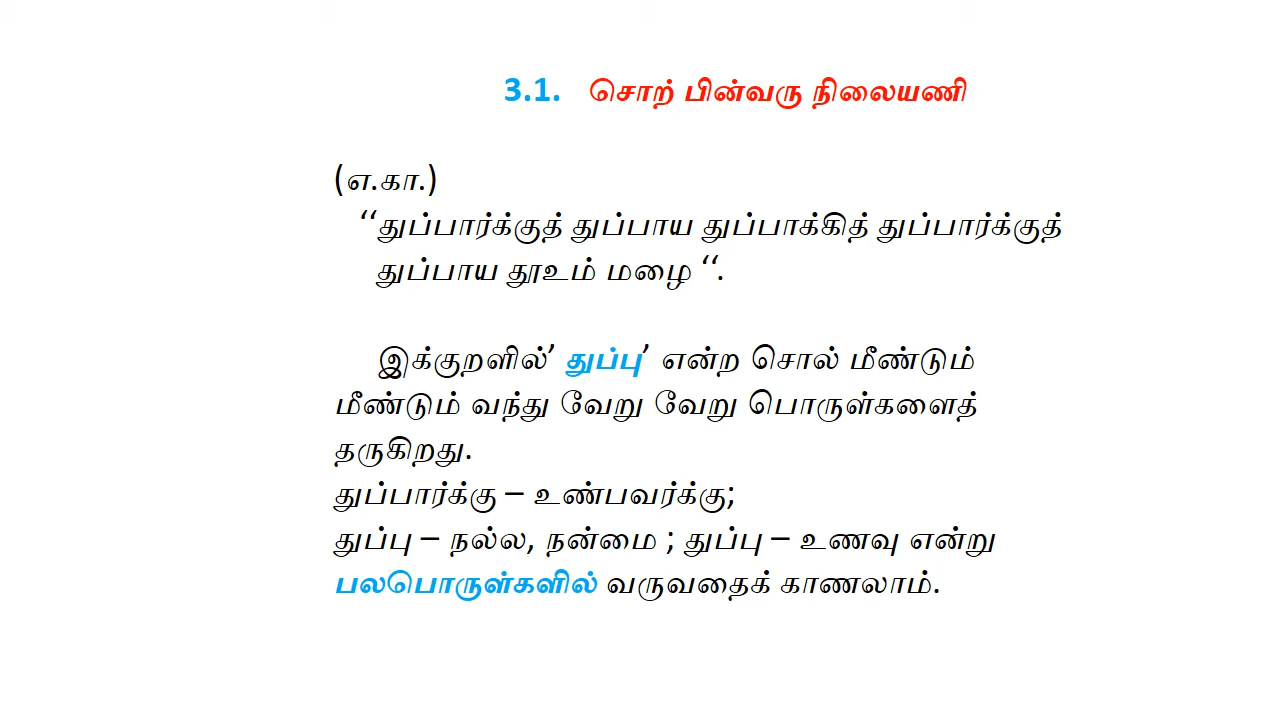 3.1. சொற் பின்வரு நிலையணி
(எ.கா.)
‘‘துப்பார்க்குத் துப்பாய துப்பாக்கித் துப்பார்க்குத்
துப்பாய தூஉம் மழை ‘‘.
இக்குறளில்’ துப்பு’ என்ற சொல் மீண்டும்
மீண்டும் வந்து வேறு வேறு பொருள்களைத்
தருகிறது.
துப்பார்க்கு – உண்பவர்க்கு;
துப்பு – நல்ல, நன்மை ; துப்பு – உணவு என்று
பலபொருள்களில் வருவதைக் காணலாம்.